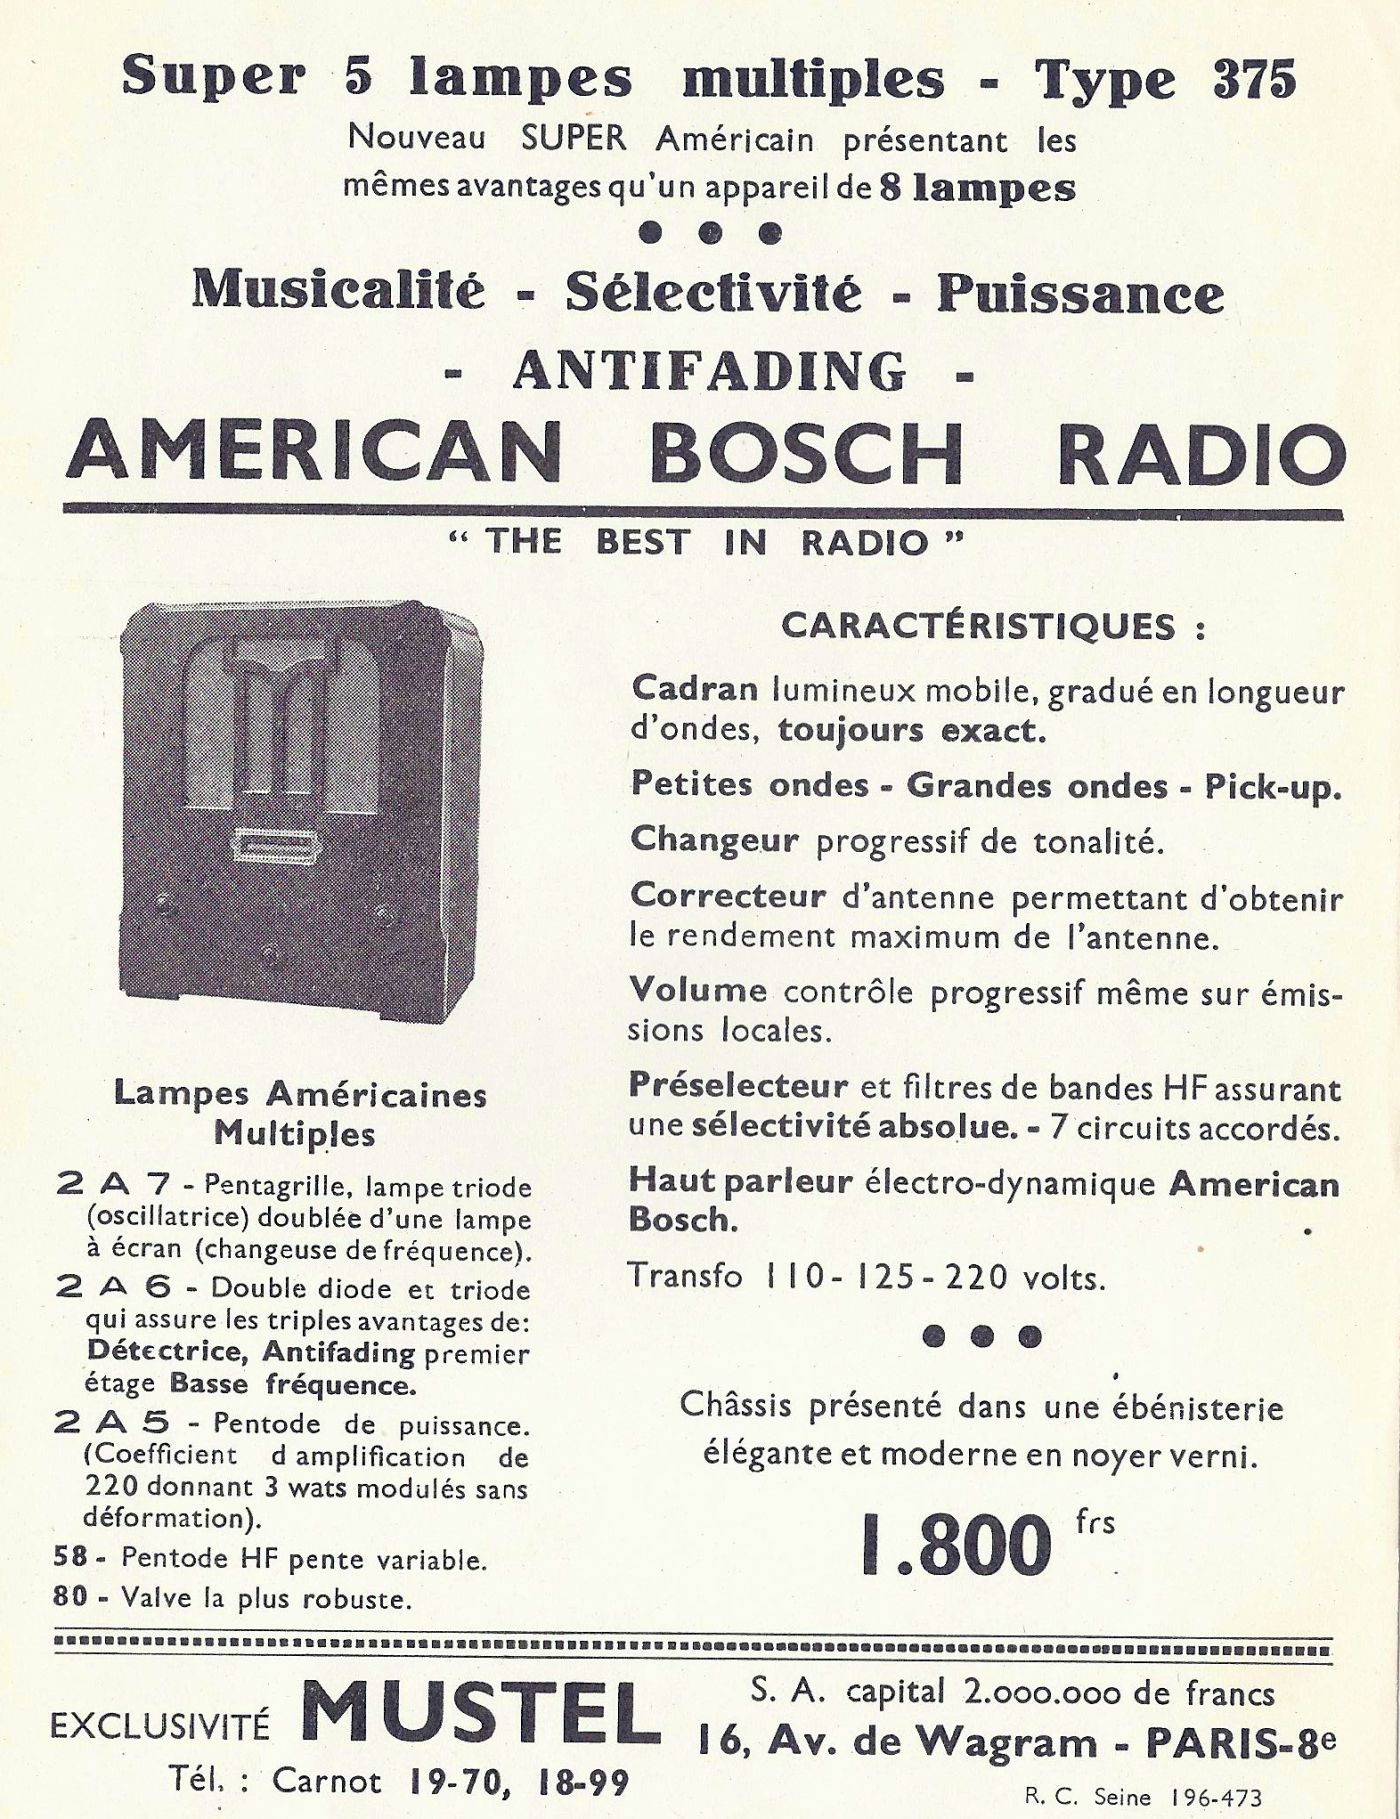 Super 5 lampes multiples - Type 375
Nouveau SUPER Américain présentant les
mêmes avantages qu'un appareil de 8 lampes
Musicalité - Sélectivité - Puissance
- ANTIFADING -
AMERICAN BOSCH RADIO
“ THE BEST IN RADIO ”
CARACTÉRISTIQUES :
Cadran lumineux mobile, gradué en longueur
d'ondes, toujours exact.
Petites ondes - Grandes ondes - Pick-up.
Changeur progressif de tonalité.
Correcteur d'antenne permettant d'obtenir
le rendement maximum de l'antenne.
Volume contrôle progressif même sur émis-
sions locales.
Préselecteur et filtres de bandes HF assurant
une sélectivité absolue. - 7 circuits accordés.
Haut parleur électro-dynamique American
Bosch.
Transfo 110 - 125 - 220 volts.
Châssis présenté dans une ébénisterie
élégante et moderne en noyer verni.
1.800 frs
Lampes Américaines
Multiples
2 A 7 - Pentagrille, lampe triode
(oscillatrice) doublée d'une lampe
à écran (changeuse de fréquence).
2 A 6 - Double diode et triode
qui assure les triples avantages de:
Détectrice, Antifading premier
étage Basse fréquence.
2 A 5 - Pentode de puissance.
(Coefficient d amplification de
220 donnant 3 wats modulés sans
déformation).
58 - Pentode HF pente variable.
80 - Valve la plus robuste.
EXCLUSIVITÉ MUSTEL
Tél. : Carnot 19-70, 18-99
S. A. capital 2.000.000 de francs
16, Av. de Wagram - PARIS-8e
R. C. Seine 196-473